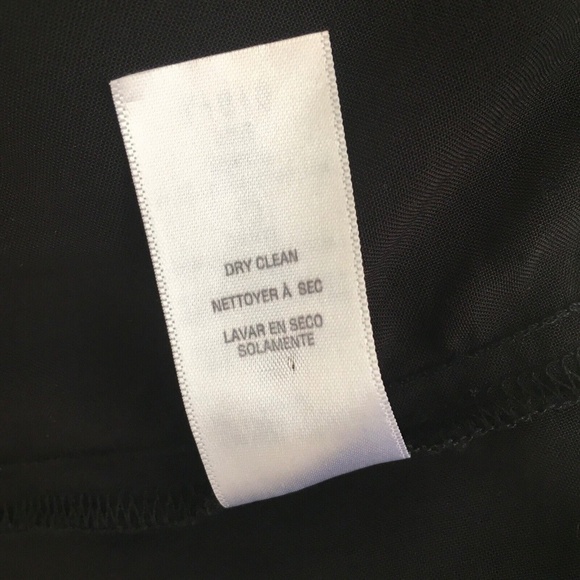 DRY CLEAN
NETTOYER À SEC
LAVAR EN SECO
SOLAMENTE